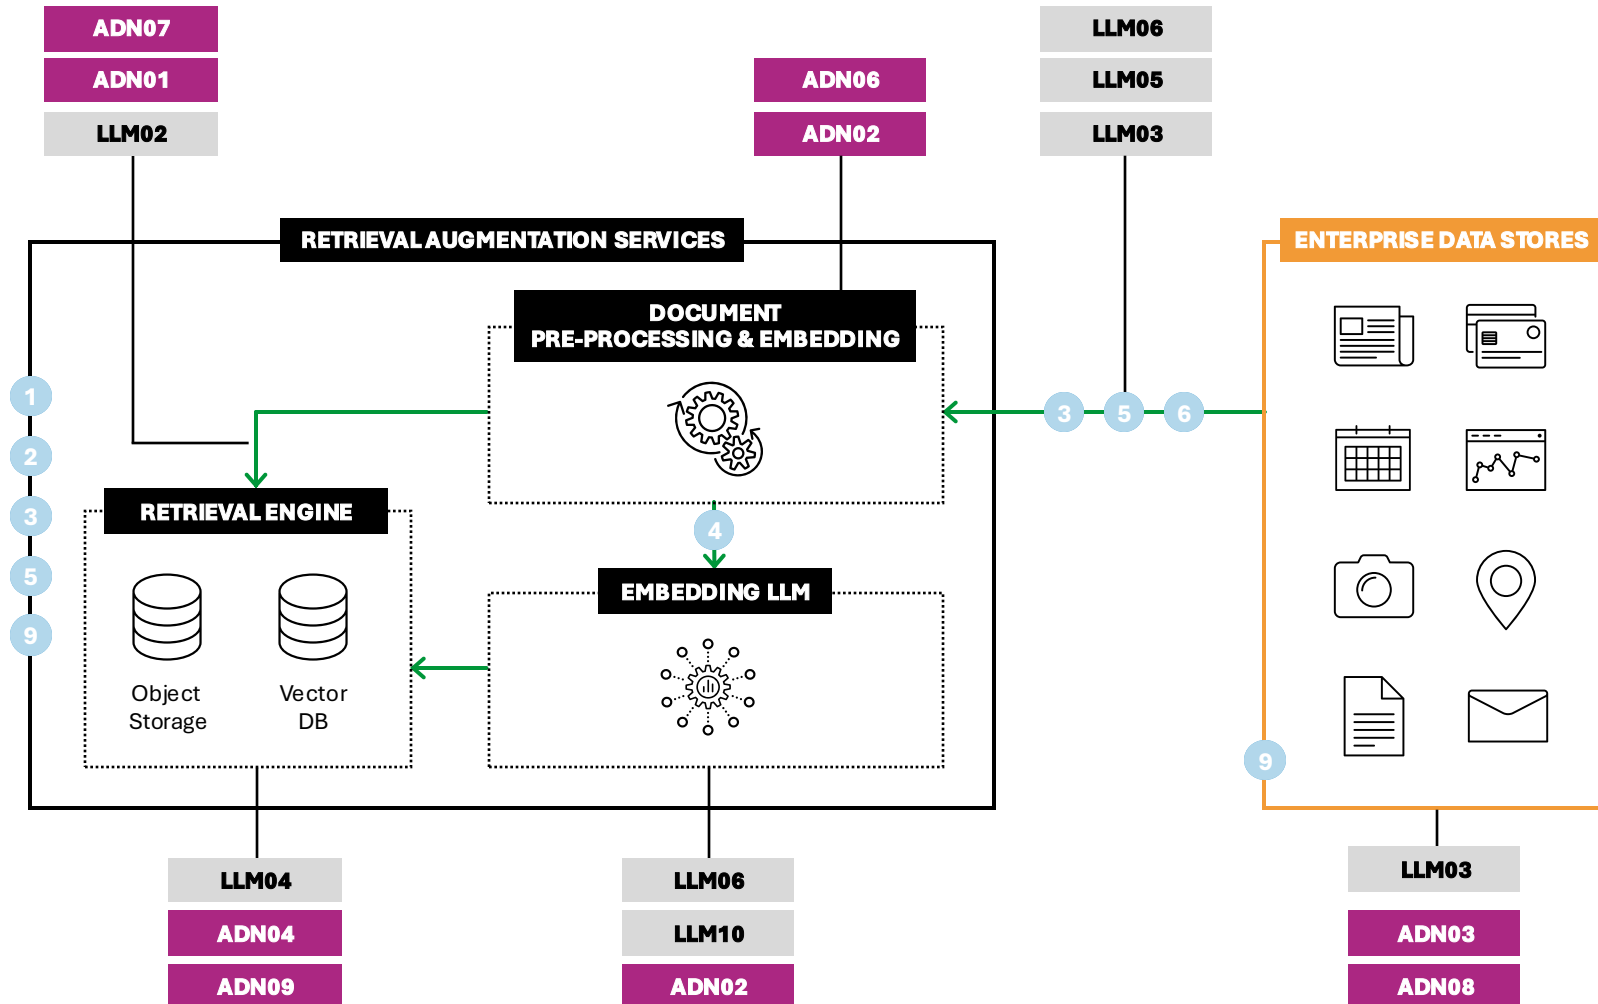 ADN07
ADN01
LLM02
ADN06
ADN02
LLM06
LLM05
LLM03
RETRIEVAL AUGMENTATION SERVICES
ENTERPRISE DATA STORES
DOCUMENT
PRE-PROCESSING & EMBEDDING
1
2
3
5
9
3
5
6
RETRIEVAL ENGINE
4
EMBEDDING LLM
Object
Storage
Vector
DB
9
LLM04
ADN04
ADN09
LLM06
LLM10
ADN02
LLM03
ADN03
ADN08